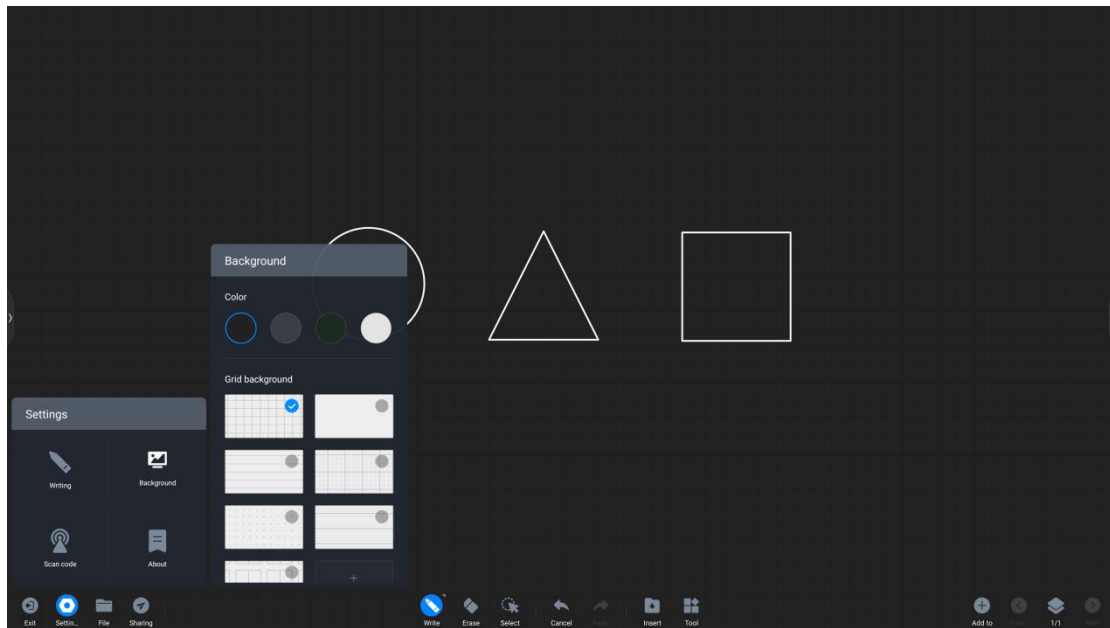 Background
Color
Grid background
Settings
Writing
Background
Scan code
About
Exit
Settin...
File
Sharing
Write
Erase
Select
Cancel
Insert
Tool
Add to
1/1
Next